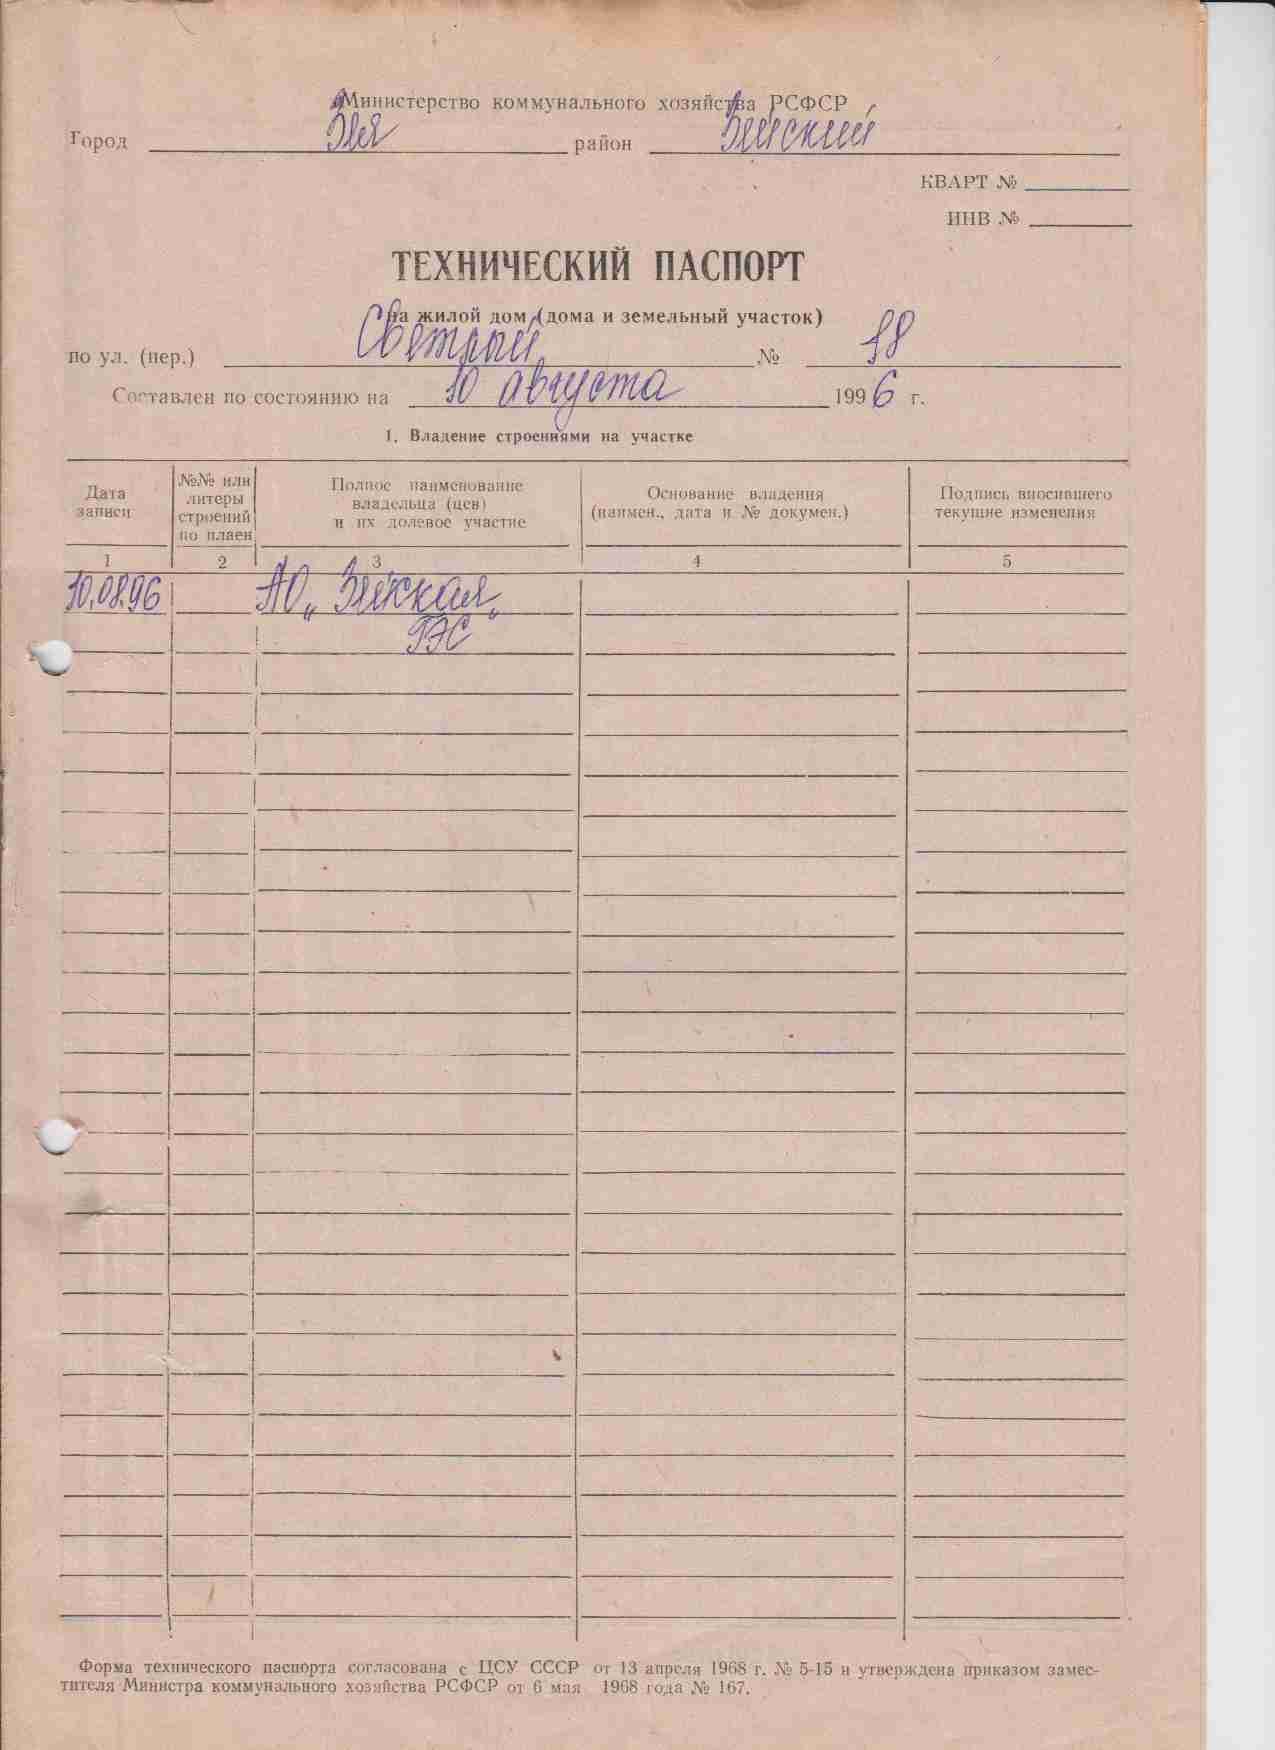 Министерство коммунального хозяйства РСФСР
Город Зея район Зейский
КВАРТ №
ИНВ №
ТЕХНИЧЕСКИЙ ПАСПОРТ
на жилой дом (дома и земельный участок)
по ул. (пер.) Светлый № 98
Составлен по состоянию на 10 августа 1996 г.
1. Владение строениями на участке
Дата записи
№№ или литеры строений по плаен
Полное наименование владельца (цев) и их долевое участие
Основание владения (наимен., дата и № докумен.)
Подпись вносившего текущие изменения
1 2 3 4 5
10.08.96 АО „Зейская
ГЭС"
Форма технического паспорта согласована с ЦСУ СССР от 13 апреля 1968 г. № 5-15 и утверждена приказом замес-
тителя Министра коммунального хозяйства РСФСР от 6 мая 1968 года № 167.